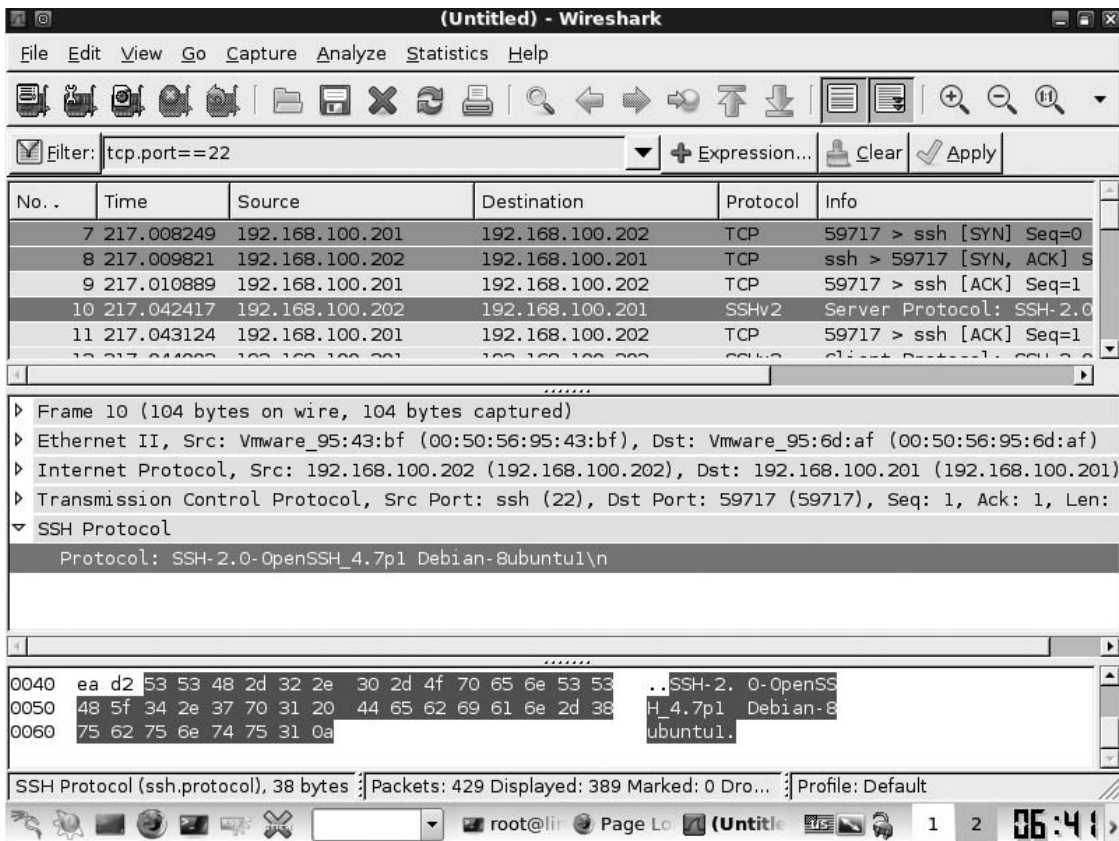 (Untitled) - Wireshark
File Edit View Go Capture Analyze Statistics Help
Filter: tcp.port==22 Expression... Clear Apply
No. . Time Source Destination Protocol Info
7 217.008249 192.168.100.201 192.168.100.202 TCP 59717 > ssh [SYN] Seq=0
8 217.009821 192.168.100.202 192.168.100.201 TCP ssh > 59717 [SYN, ACK] S
9 217.010889 192.168.100.201 192.168.100.202 TCP 59717 > ssh [ACK] Seq=1
10 217.042417 192.168.100.202 192.168.100.201 SSHv2 Server Protocol: SSH-2.0
11 217.043124 192.168.100.201 192.168.100.202 TCP 59717 > ssh [ACK] Seq=1
Frame 10 (104 bytes on wire, 104 bytes captured)
Ethernet II, Src: Vmware_95:43:bf (00:50:56:95:43:bf), Dst: Vmware_95:6d:af (00:50:56:95:6d:af)
Internet Protocol, Src: 192.168.100.202 (192.168.100.202), Dst: 192.168.100.201 (192.168.100.201)
Transmission Control Protocol, Src Port: ssh (22), Dst Port: 59717 (59717), Seq: 1, Ack: 1, Len:
SSH Protocol
Protocol: SSH-2.0-OpenSSH_4.7p1 Debian-8ubuntu1\n
0040 ea d2 53 53 48 2d 32 2e 30 2d 4f 70 65 6e 53 53 ..SSH-2. 0-OpenSS
0050 48 5f 34 2e 37 70 31 20 44 65 62 69 61 6e 2d 38 H_4.7p1 Debian-8
0060 75 62 75 6e 74 75 31 0a ubuntu1.
SSH Protocol (ssh.protocol), 38 bytes Packets: 429 Displayed: 389 Marked: 0 Dro... Profile: Default
root@lin Page Lo (Untitle US 1 2 06:41